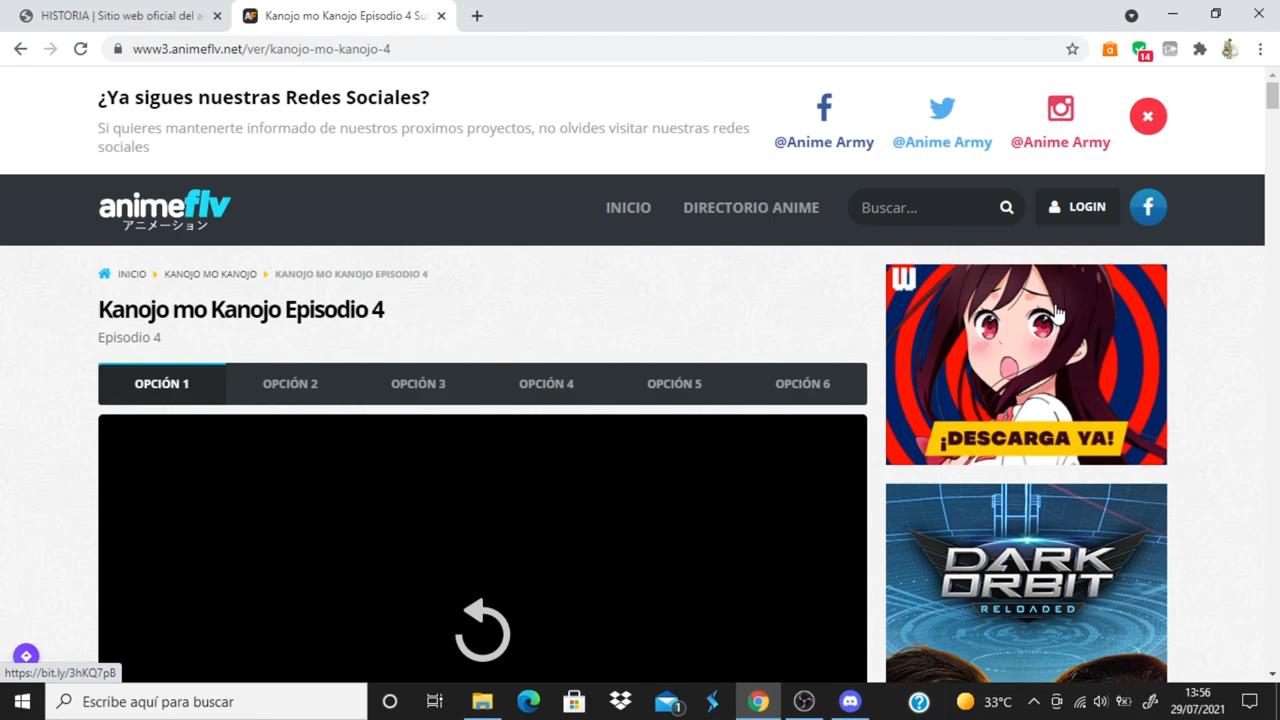 HISTORIA | Sitio web oficial del a
Kanojo mo Kanojo Episodio 4 Sub
www3.animeflv.net/ver/kanojo-mo-kanojo-4
14
¿Ya sigues nuestras Redes Sociales?
Si quieres mantenerte informado de nuestros proximos proyectos, no olvides visitar nuestras redes
sociales
@Anime Army
@Anime Army
@Anime Army
animeflv
アニメーション
INICIO
DIRECTORIO ANIME
Buscar...
LOGIN
INICIO
KANOJO MO KANOJO
KANOJO MO KANOJO EPISODIO 4
Kanojo mo Kanojo Episodio 4
Episodio 4
OPCIÓN 1
OPCIÓN 2
OPCIÓN 3
OPCIÓN 4
OPCIÓN 5
OPCIÓN 6
W
¡DESCARGA YA!
DARK
ORBIT
RELOADED
https://bit.ly/3hKQ7pB
Escribe aquí para buscar
1
33°C
13:56
29/07/2021